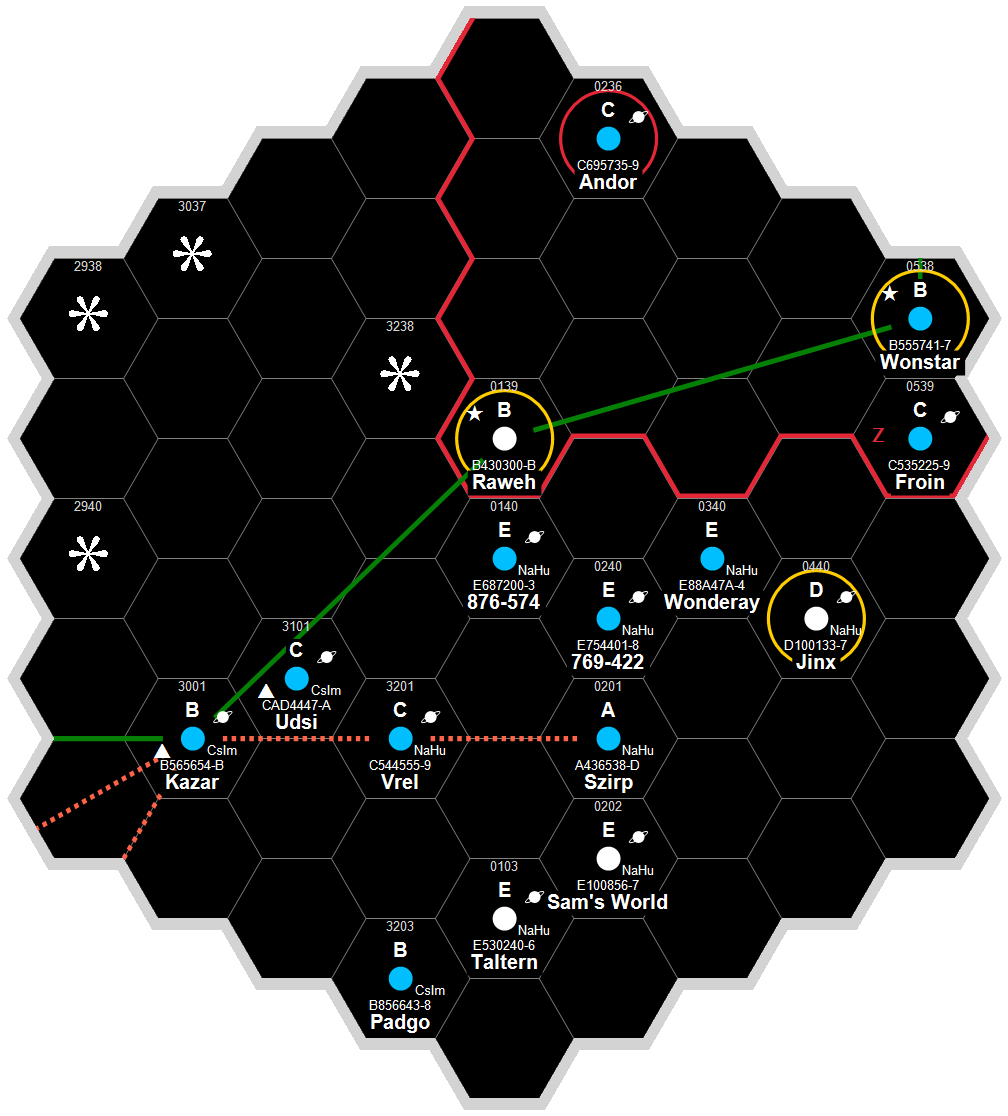 0236
C
C695735-9
Andor
3037
2938
0538
B
B555741-7
Wonstar
3238
0139
B
B430300-B
Raweh
0539
C
Z
C535225-9
Froin
2940
0140
E
NaHu
E687200-3
876-574
0340
E
NaHu
E88A47A-4
Wonderay
0240
E
NaHu
E754401-8
769-422
0440
D
NaHu
D100133-7
Jinx
3101
C
CsIm
CAD4447-A
Udsi
3001
B
CsIm
B565654-B
Kazar
3201
C
NaHu
C544555-9
Vrel
0201
A
NaHu
A436538-D
Szirp
0202
E
NaHu
E100856-7
Sam's World
0103
E
NaHu
E530240-6
Taltern
3203
B
CsIm
B856643-8
Padgo